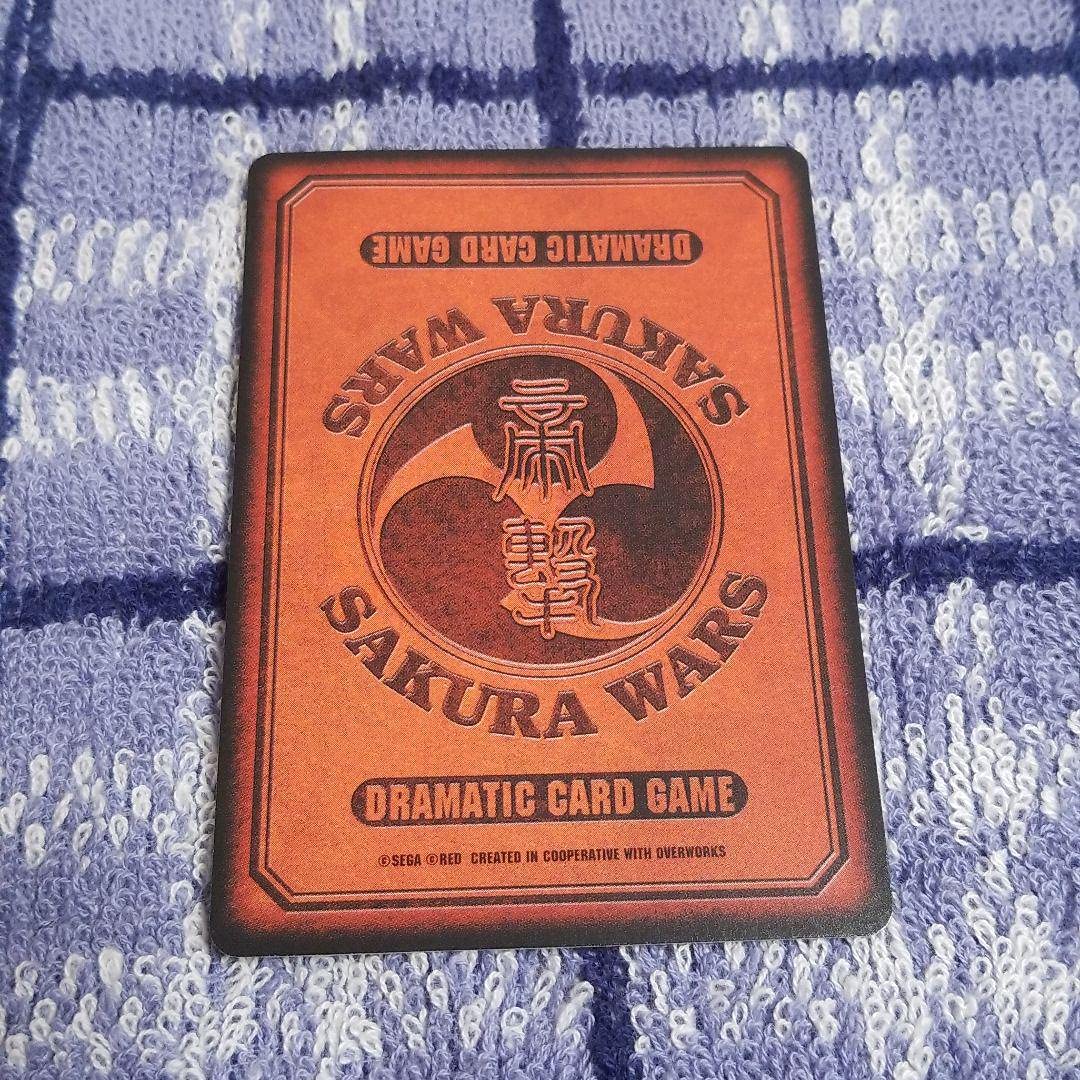 DRAMATIC CARD GAME
SAKURA WARS
帝
撃
SAKURA WARS
DRAMATIC CARD GAME
©SEGA ©RED CREATED IN COOPERATIVE WITH OVERWORKS